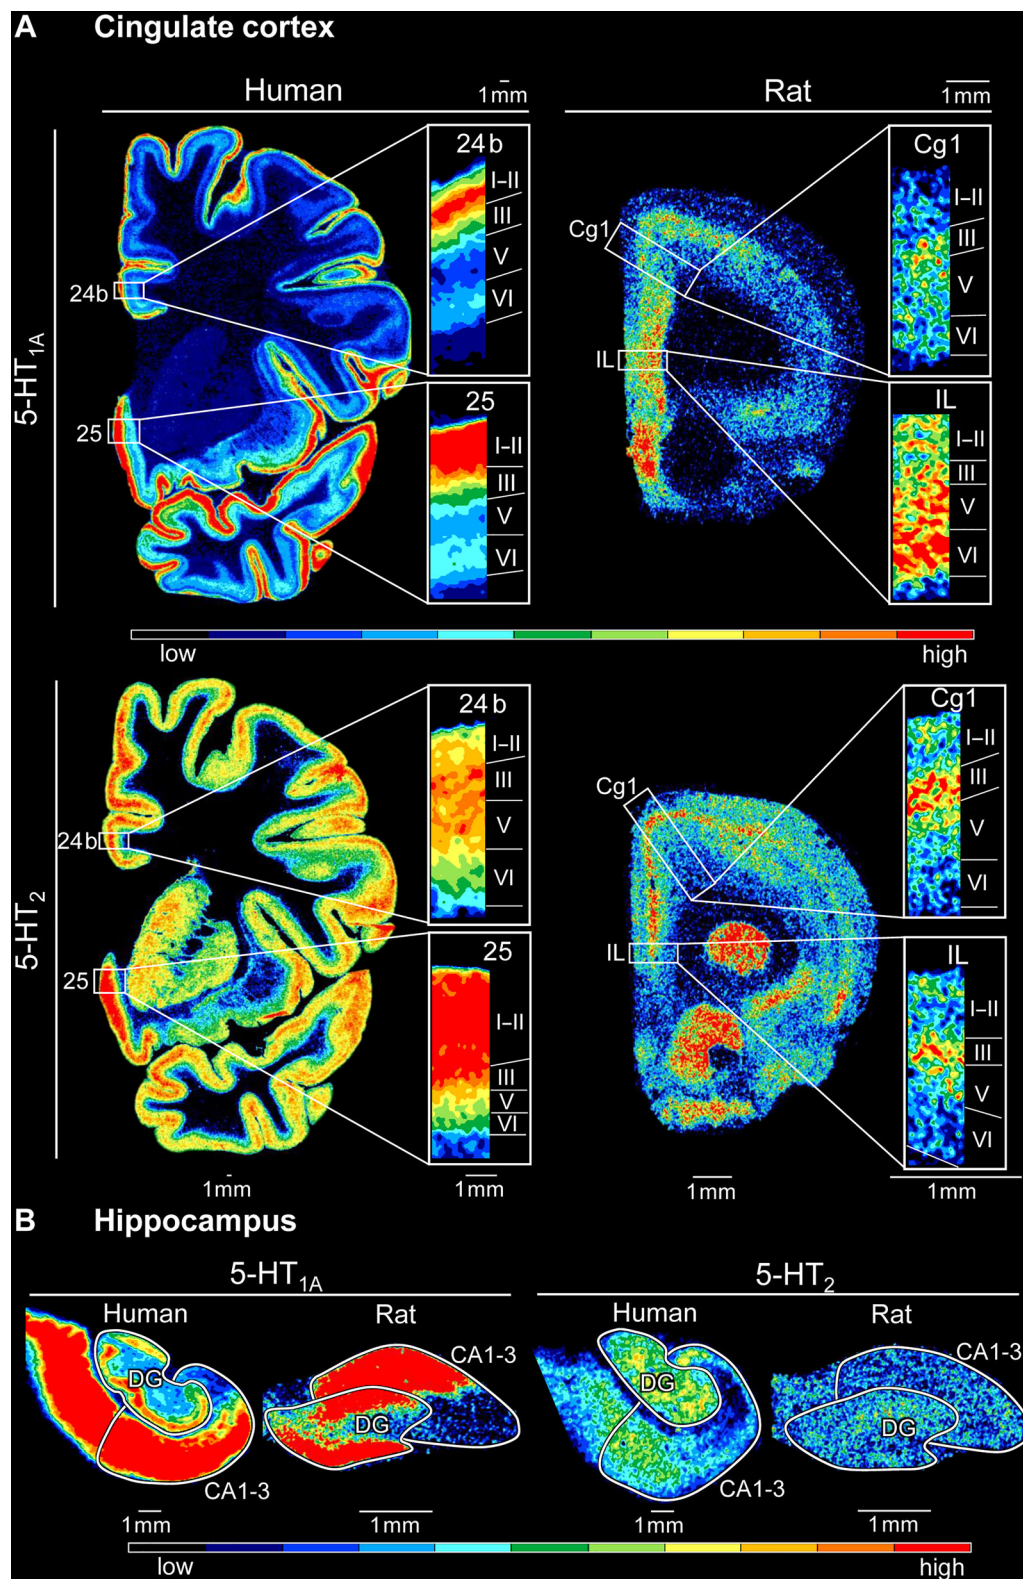 A Cingulate cortex
Human
1mm
Rat
1mm
5-HT1A
24b
I–II
III
V
VI
24b
25
I–II
III
V
VI
25
Cg1
I–II
III
V
VI
Cg1
IL
I–II
III
V
VI
IL
low
high
5-HT2
24b
I–II
III
V
VI
24b
25
I–II
III
V
VI
25
Cg1
I–II
III
V
VI
Cg1
IL
I–II
III
V
VI
IL
1mm
1mm
1mm
1mm
B Hippocampus
5-HT1A
5-HT2
Human
Rat
Human
Rat
DG
CA1-3
DG
CA1-3
DG
CA1-3
DG
CA1-3
1mm
1mm
1mm
1mm
low
high